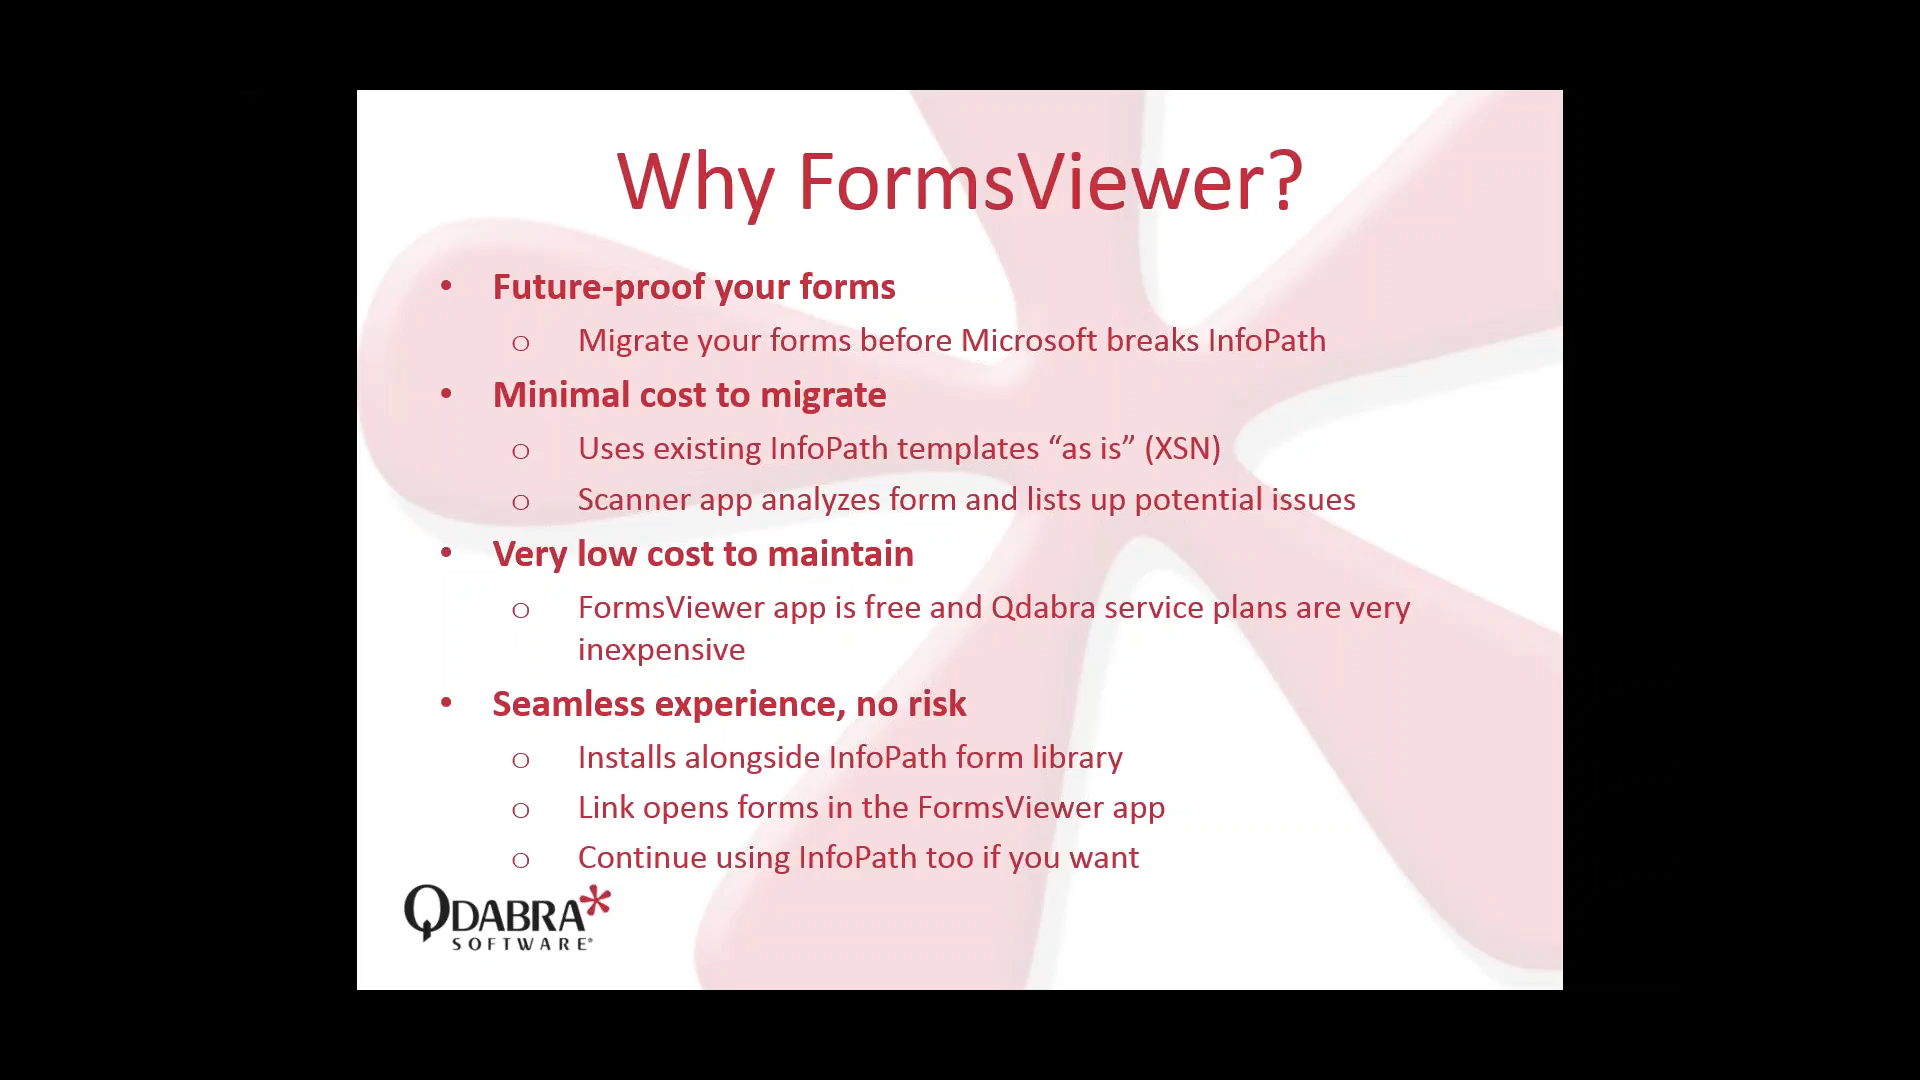 Why FormsViewer?
• Future-proof your forms
o Migrate your forms before Microsoft breaks InfoPath
• Minimal cost to migrate
o Uses existing InfoPath templates “as is” (XSN)
o Scanner app analyzes form and lists up potential issues
• Very low cost to maintain
o FormsViewer app is free and Qdabra service plans are very
inexpensive
• Seamless experience, no risk
o Installs alongside InfoPath form library
o Link opens forms in the FormsViewer app
o Continue using InfoPath too if you want
QDABRA
SOFTWARE®